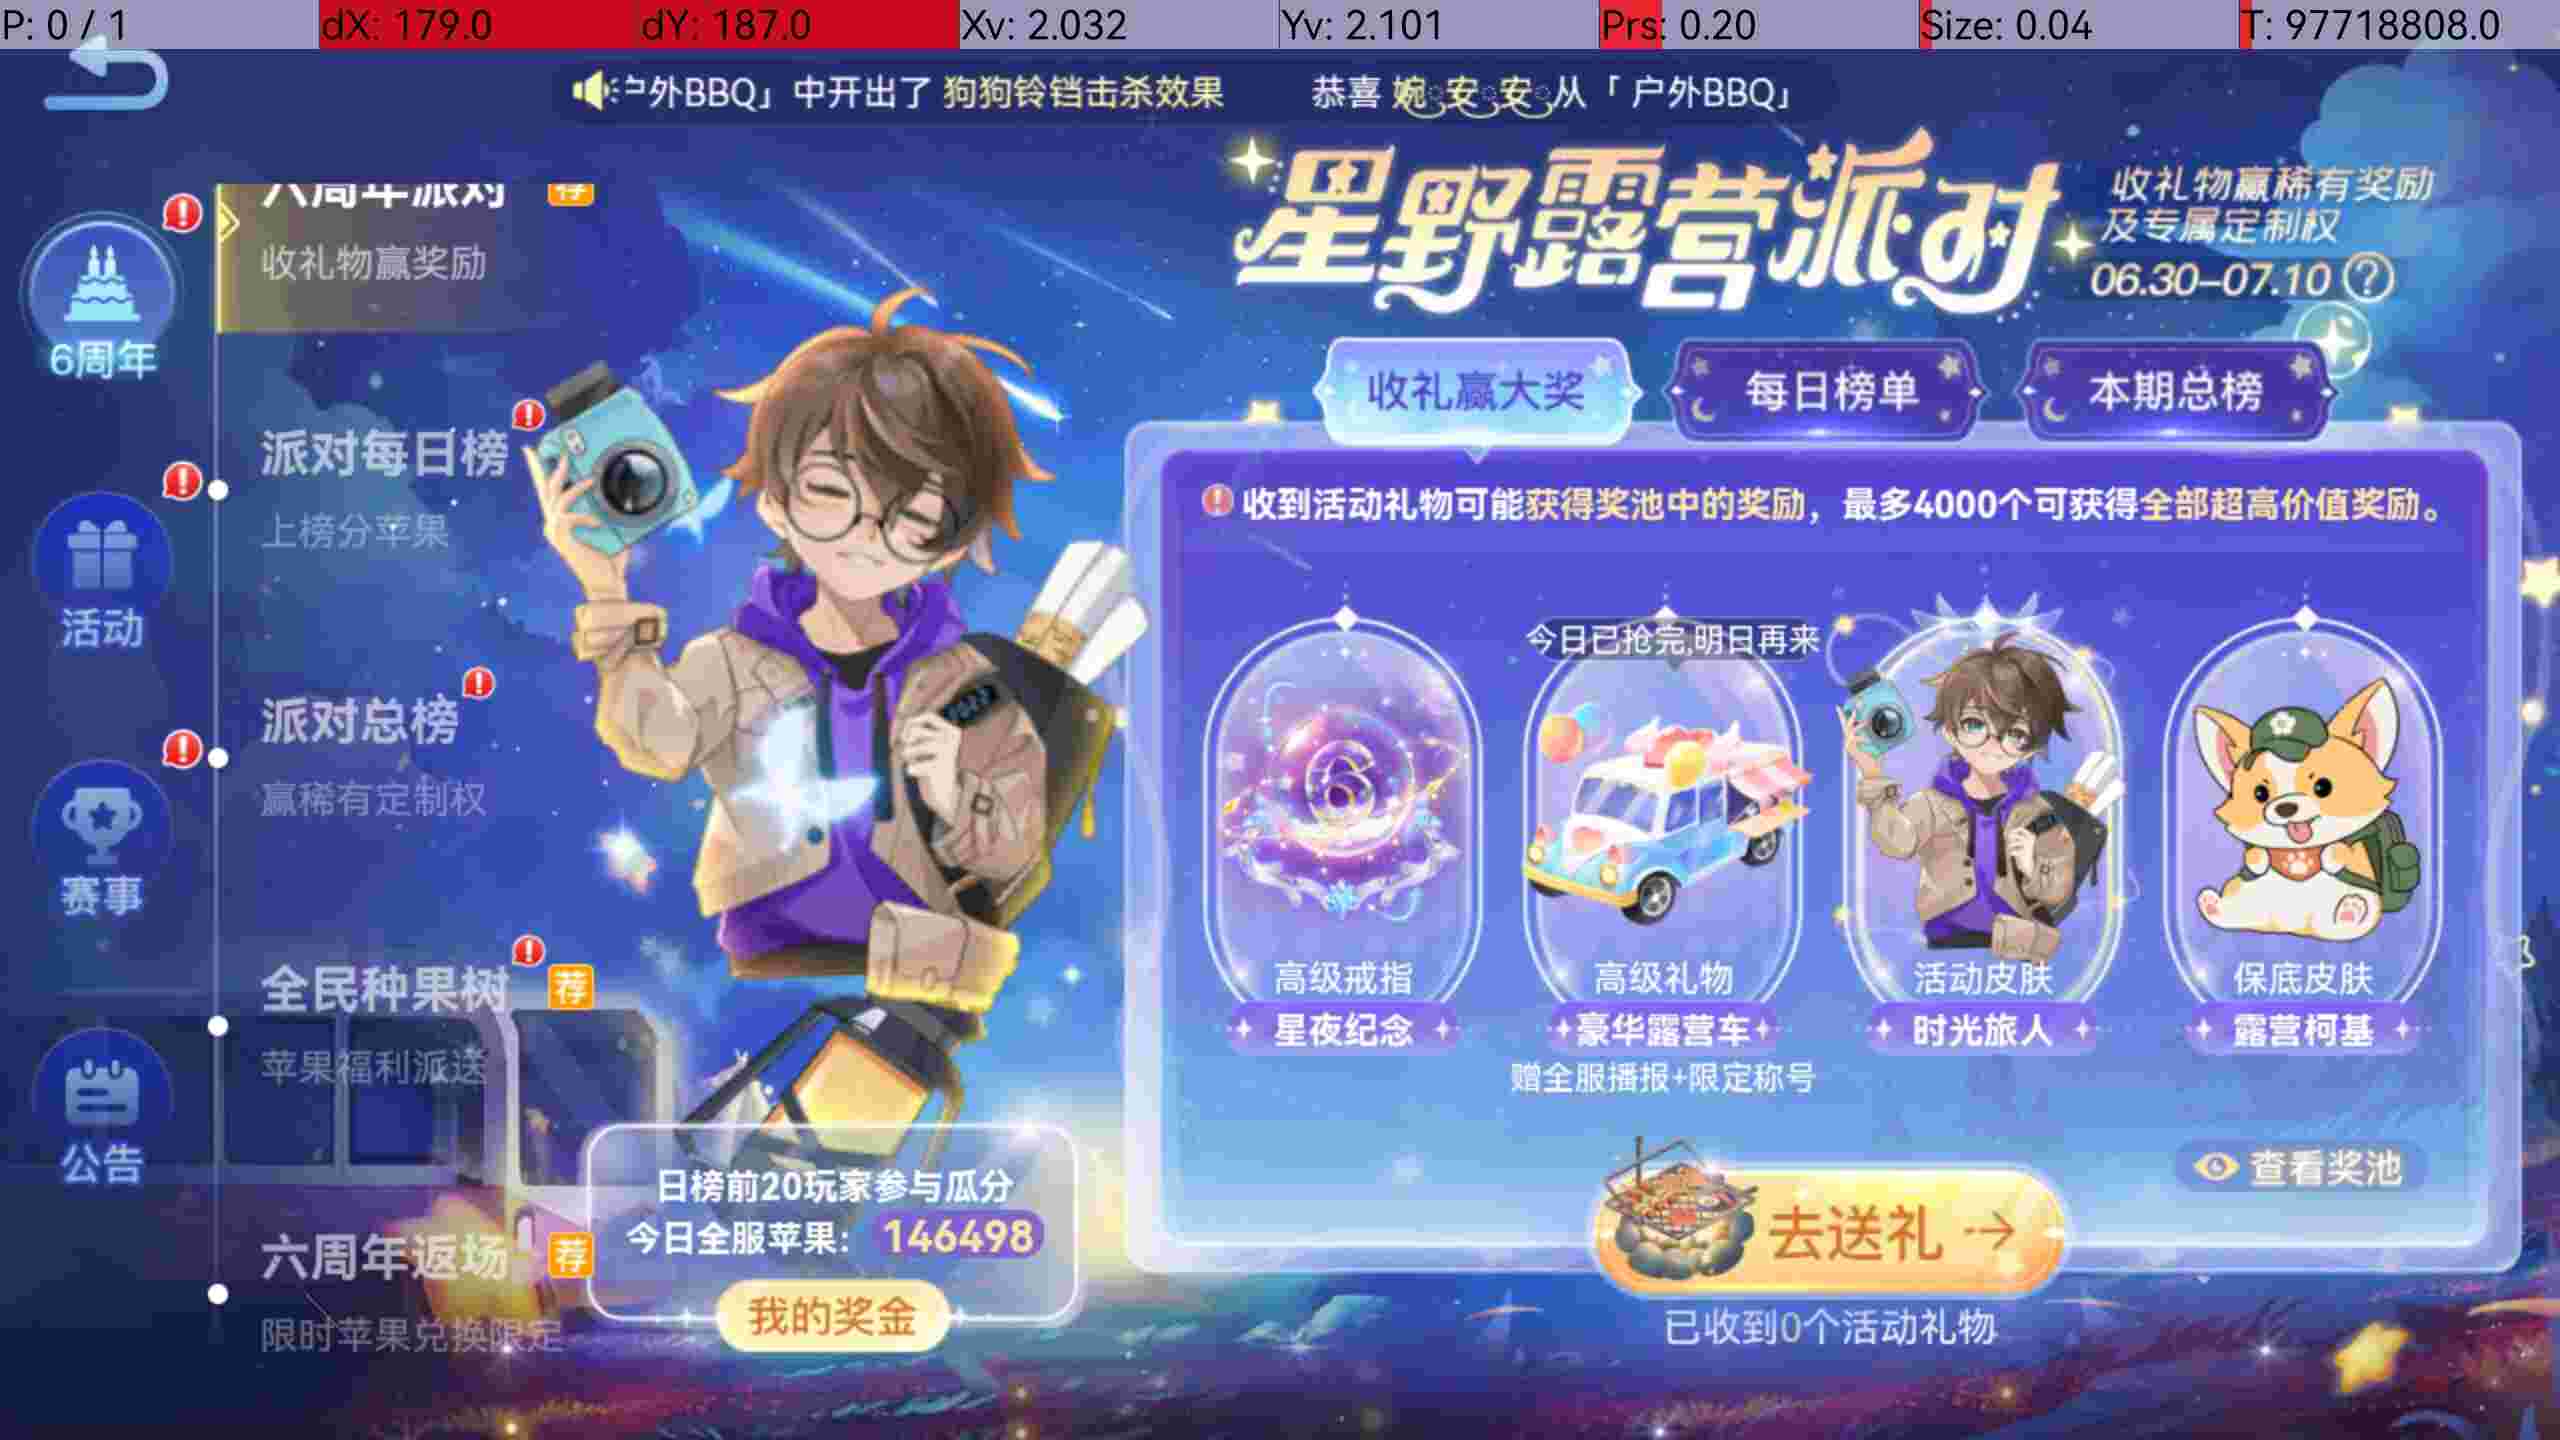 P: 0 / 1
dX: 179.0
dY: 187.0
Xv: 2.032
Yv: 2.101
Prs: 0.20
Size: 0.04
T: 97718808.0
外BBQ」中开出了 狗狗铃铛击杀效果
恭喜 婉 安 安 从「 户外BBQ」
星野露营派对
收礼物赢稀有奖励
及专属定制权
06.30-07.10 ?
6周年
活动
赛事
公告
六周年派对
荐
收礼物赢奖励
派对每日榜
上榜分苹果
派对总榜
赢稀有定制权
全民种果树
荐
苹果福利派送
六周年返场
荐
限时苹果兑换限定
收礼赢大奖
每日榜单
本期总榜
收到活动礼物可能获得奖池中的奖励，最多4000个可获得全部超高价值奖励。
今日已抢完,明日再来
6
高级戒指
星夜纪念
高级礼物
豪华露营车
赠全服播报+限定称号
活动皮肤
时光旅人
保底皮肤
露营柯基
日榜前20玩家参与瓜分
今日全服苹果： 146498
我的奖金
查看奖池
去送礼
已收到0个活动礼物